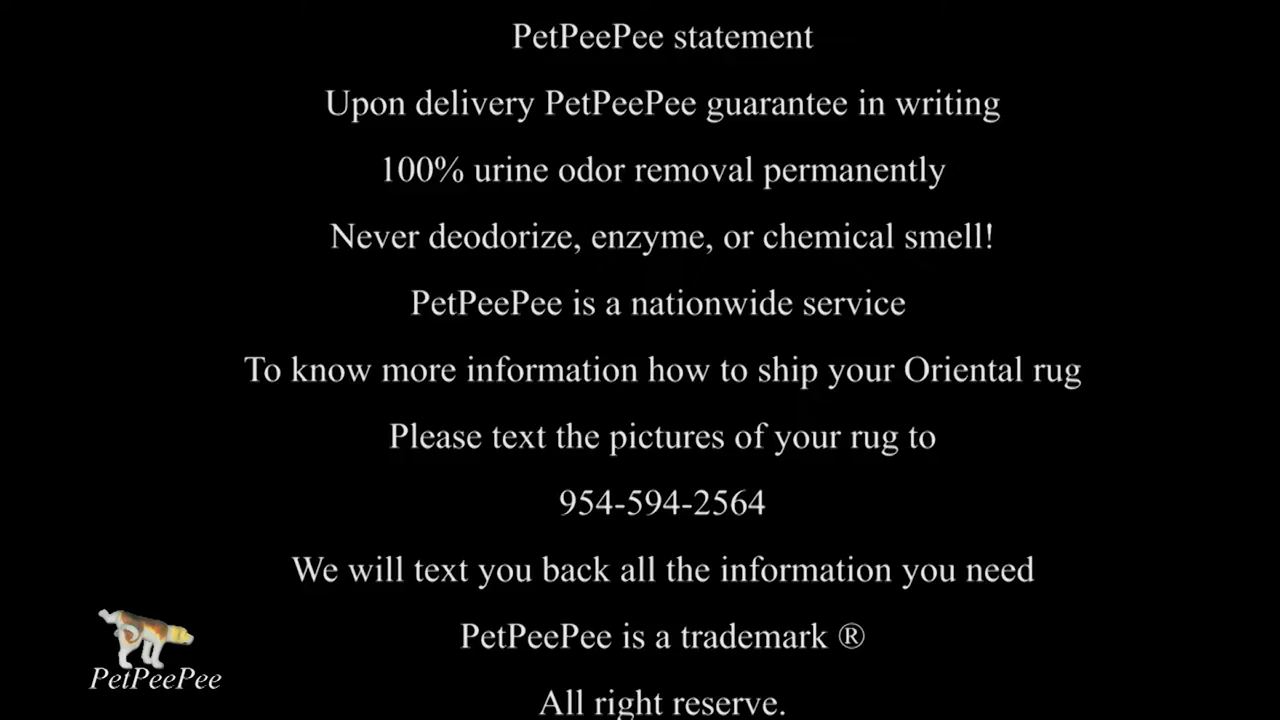 PetPeePee statement
Upon delivery PetPeePee guarantee in writing
100% urine odor removal permanently
Never deodorize, enzyme, or chemical smell!
PetPeePee is a nationwide service
To know more information how to ship your Oriental rug
Please text the pictures of your rug to
954-594-2564
We will text you back all the information you need
PetPeePee is a trademark ®
PetPeePee
All right reserve.